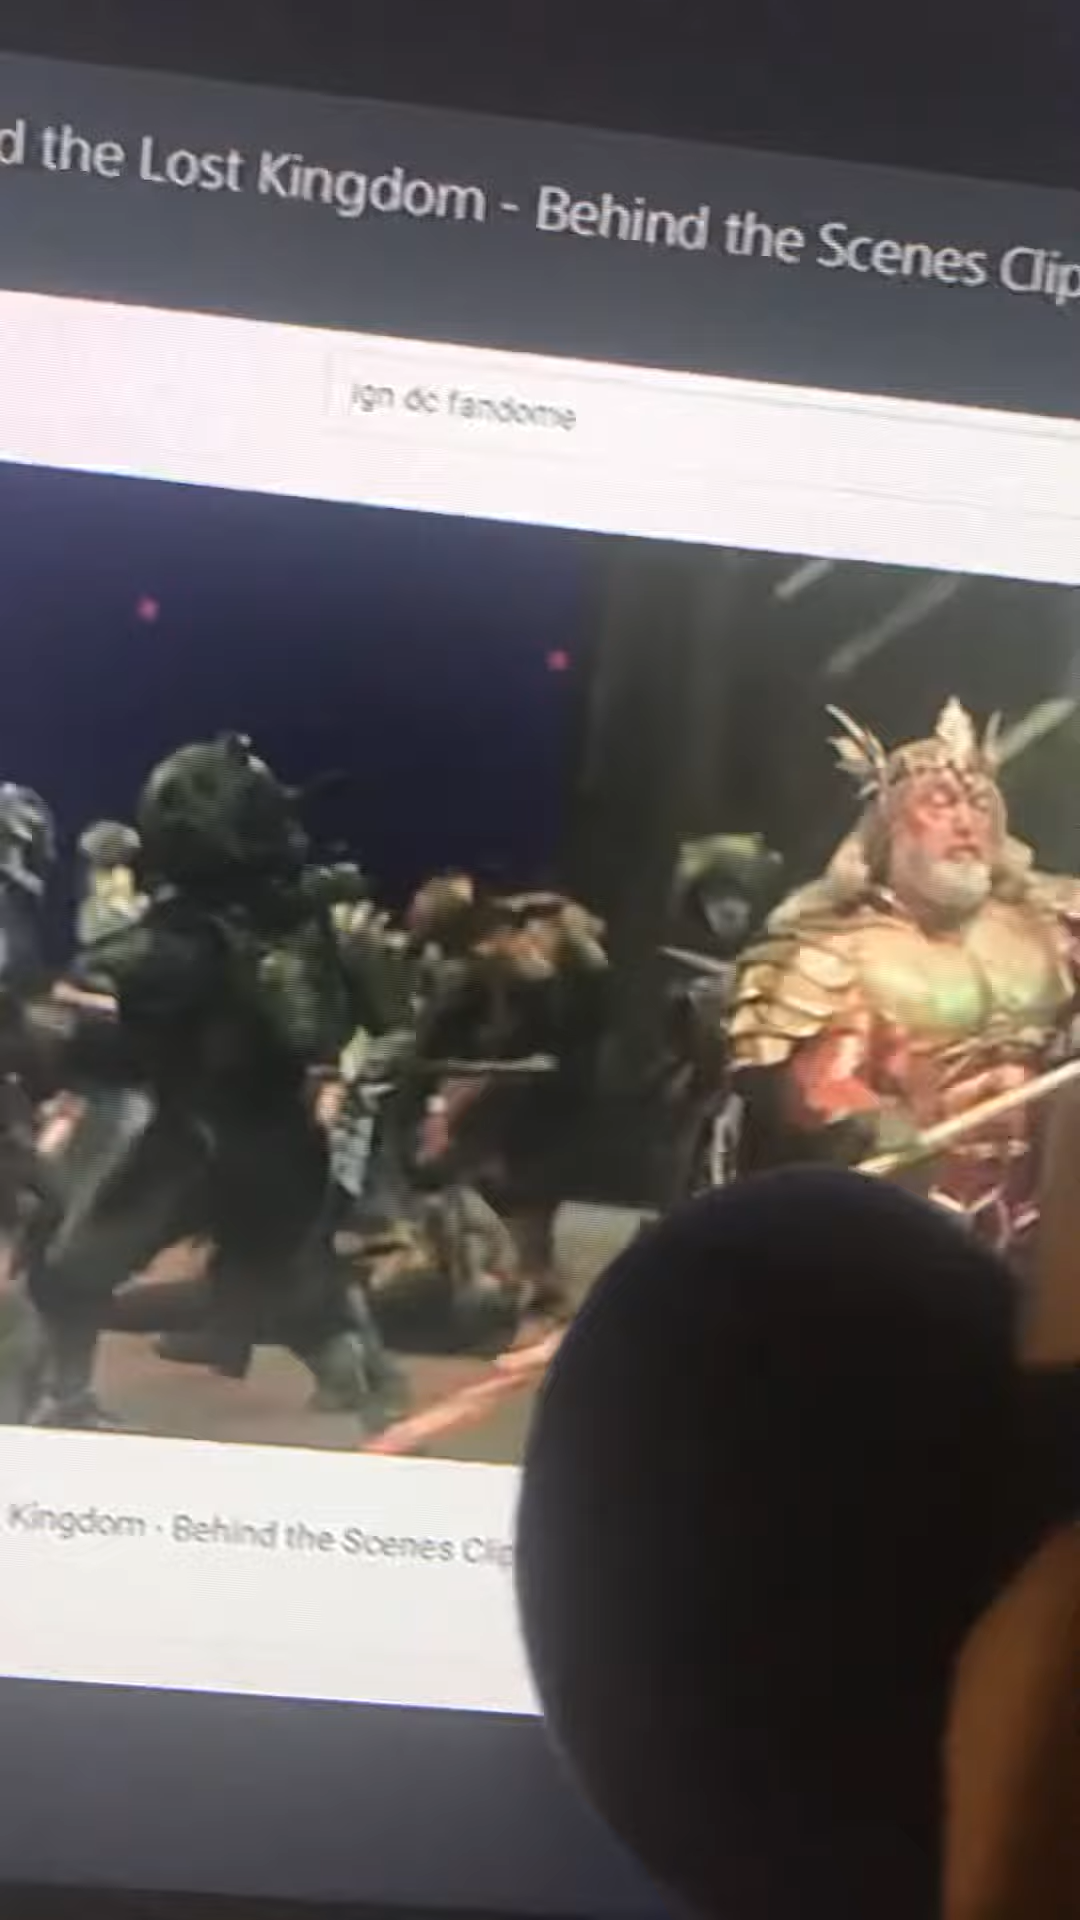 d the Lost Kingdom - Behind the Scenes Clip
ign dc fandome
Kingdom - Behind the Scenes Clip